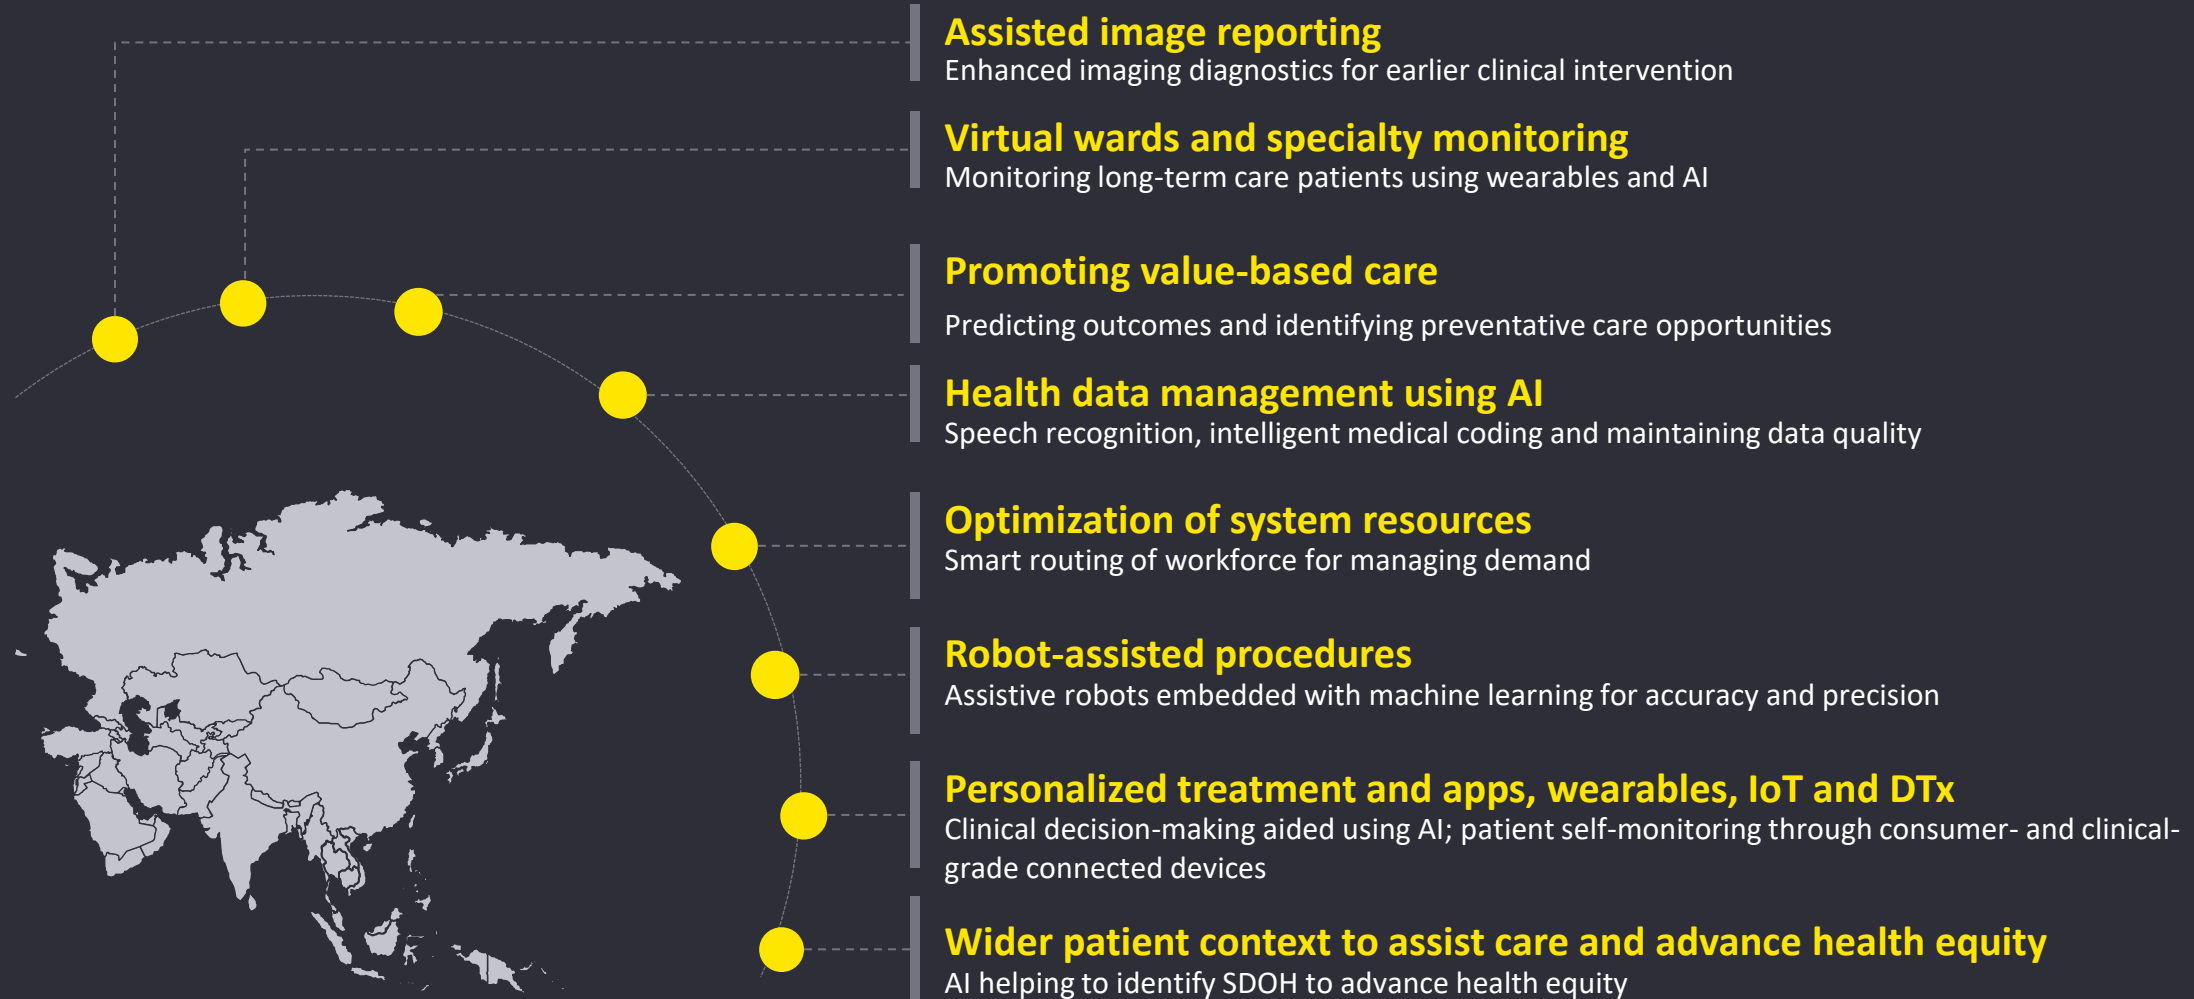 Assisted image reporting
Enhanced imaging diagnostics for earlier clinical intervention
Virtual wards and specialty monitoring
Monitoring long-term care patients using wearables and AI
Promoting value-based care
Predicting outcomes and identifying preventative care opportunities
Health data management using AI
Speech recognition, intelligent medical coding and maintaining data quality
Optimization of system resources
Smart routing of workforce for managing demand
Robot-assisted procedures
Assistive robots embedded with machine learning for accuracy and precision
Personalized treatment and apps, wearables, IoT and DTx
Clinical decision-making aided using AI; patient self-monitoring through consumer- and clinical-
grade connected devices
Wider patient context to assist care and advance health equity
AI helping to identify SDOH to advance health equity